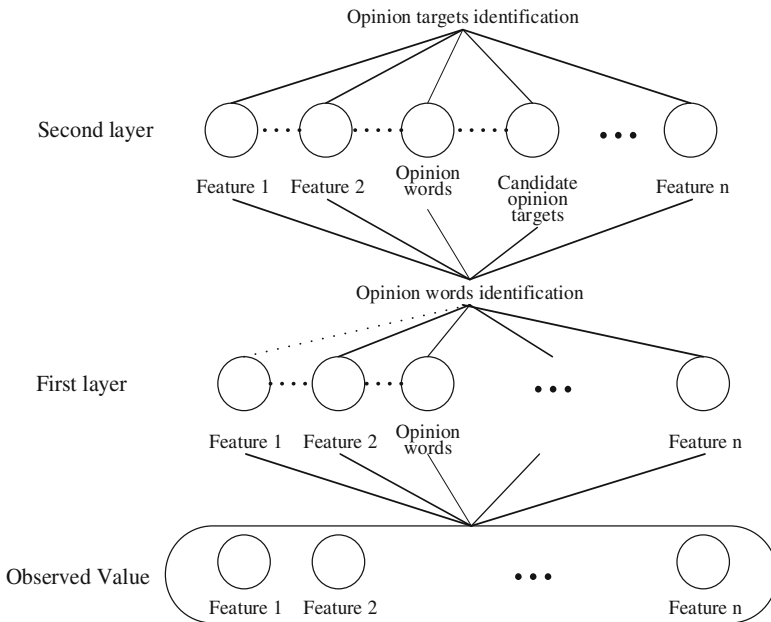 Opinion targets identification
Second layer
Feature 1
Feature 2
Opinion
words
Candidate
opinion
targets
Feature n
Opinion words identification
First layer
Feature 1
Feature 2
Opinion
words
Feature n
Observed Value
Feature 1
Feature 2
Feature n